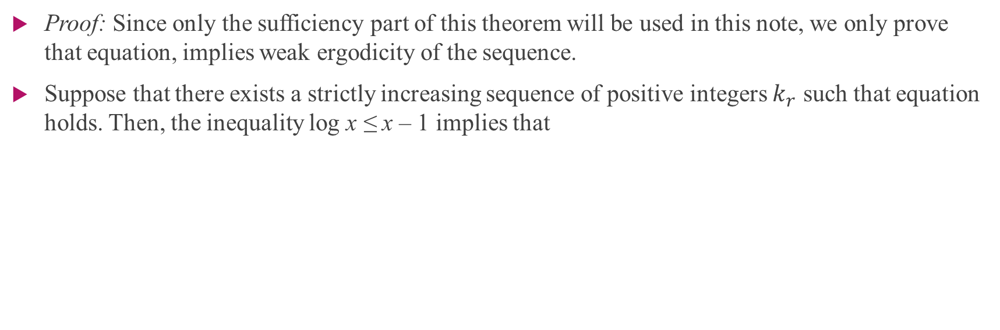 Proof: Since only the sufficiency part of this theorem will be used in this note, we only prove
that equation, implies weak ergodicity of the sequence.
Suppose that there exists a strictly increasing sequence of positive integers kᵣ such that equation
holds. Then, the inequality log x ≤ x – 1 implies that